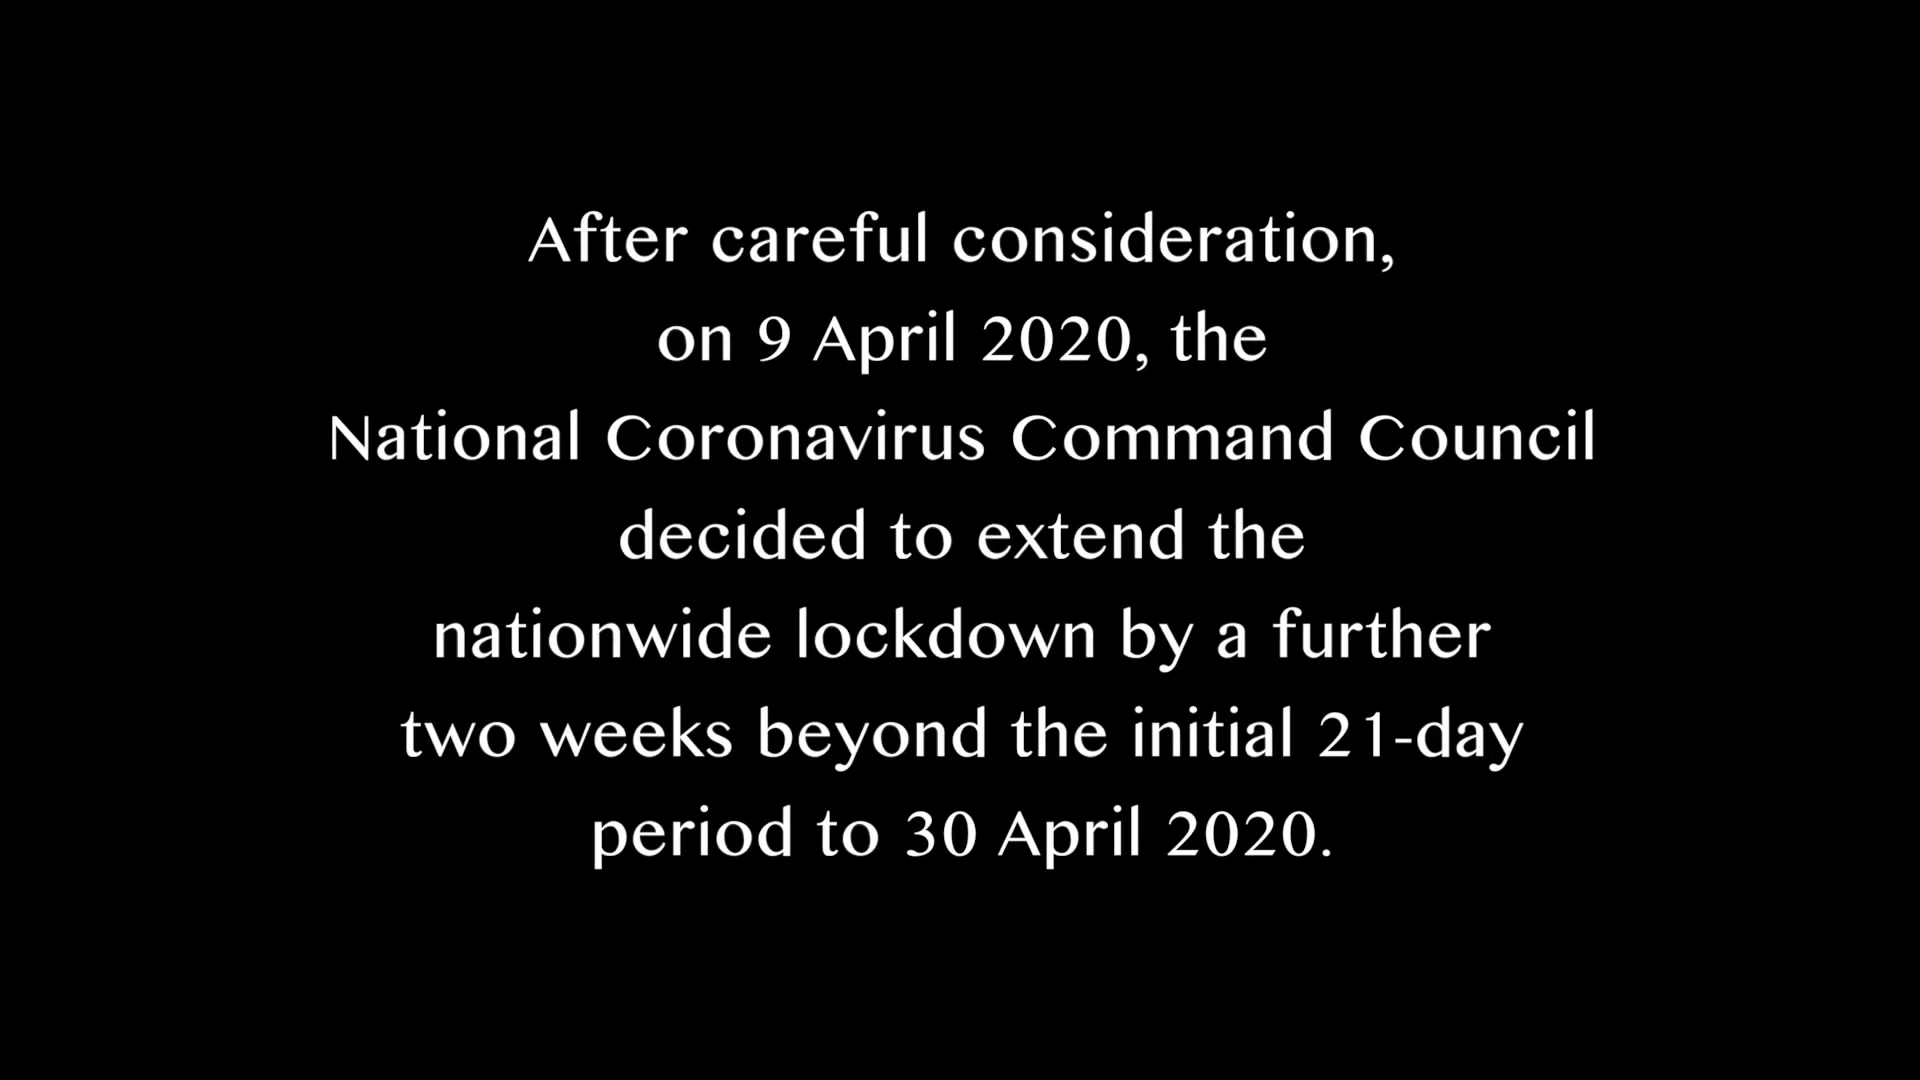 After careful consideration,
on 9 April 2020, the
National Coronavirus Command Council
decided to extend the
nationwide lockdown by a further
two weeks beyond the initial 21-day
period to 30 April 2020.